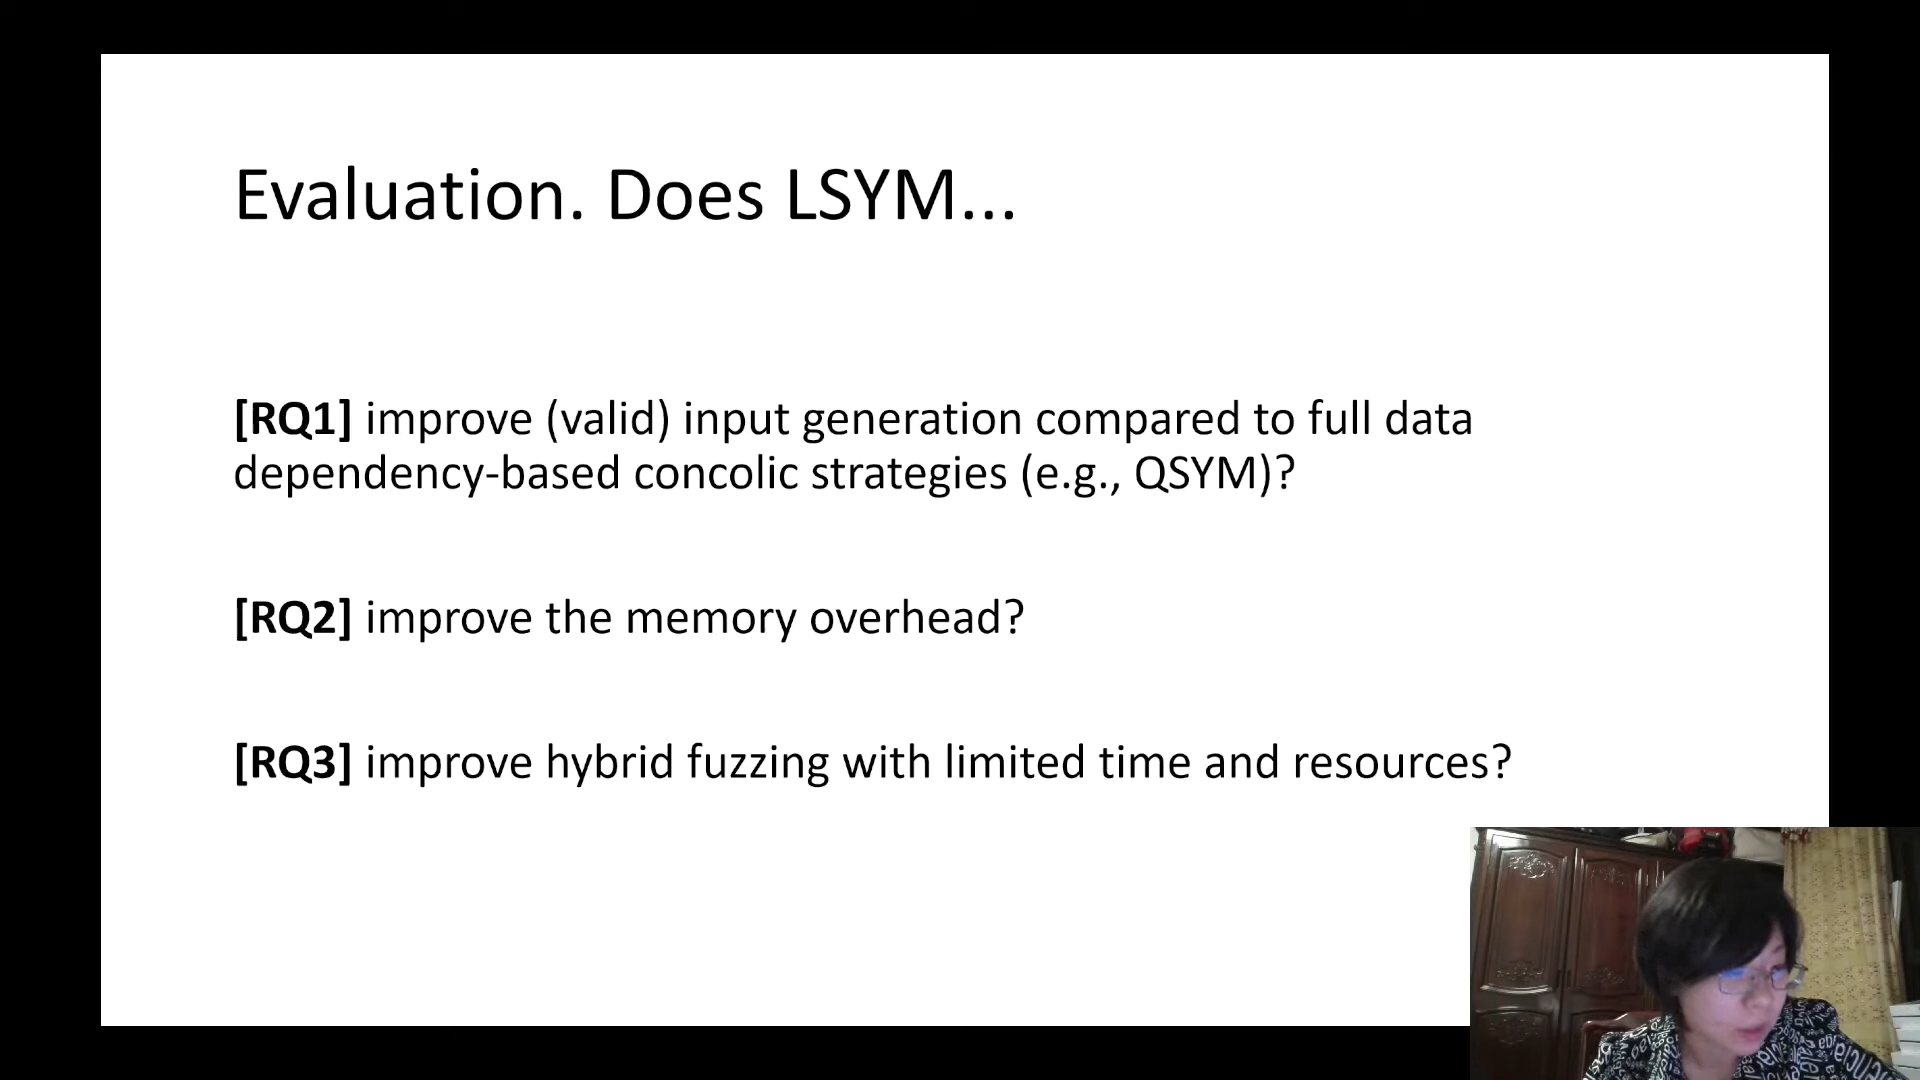 Evaluation. Does LSYM...
[RQ1] improve (valid) input generation compared to full data
dependency-based concolic strategies (e.g., QSYM)?
[RQ2] improve the memory overhead?
[RQ3] improve hybrid fuzzing with limited time and resources?